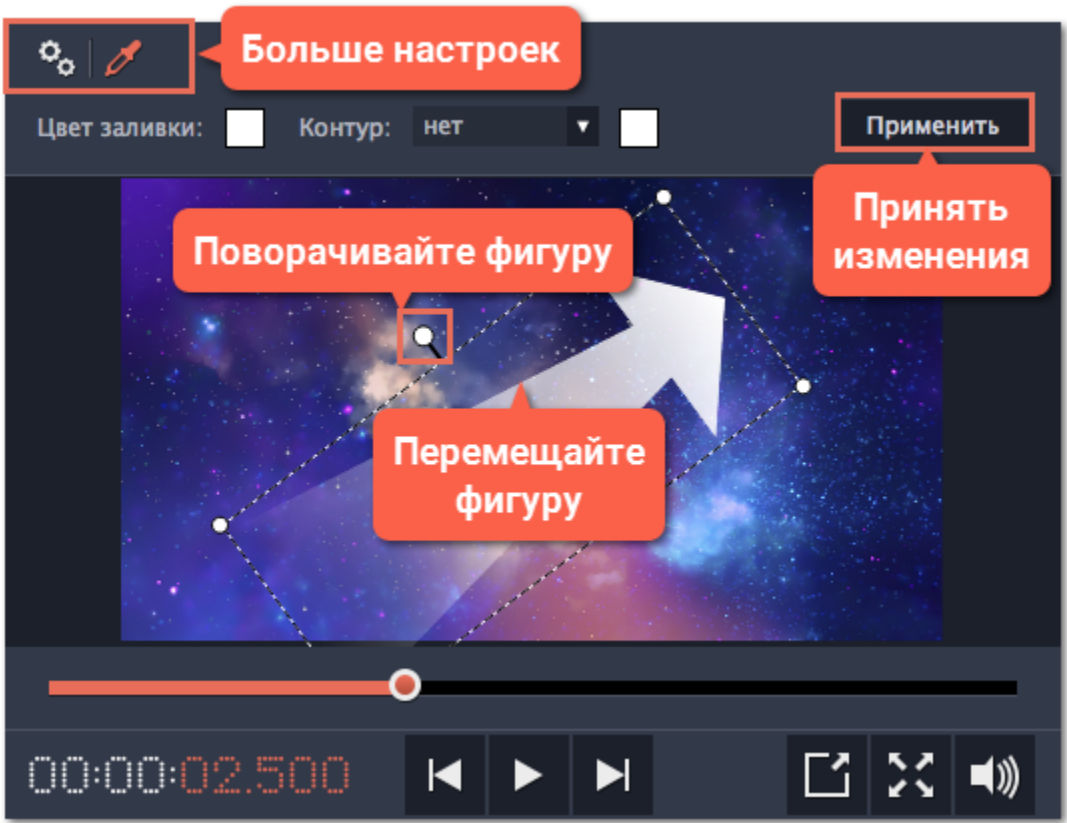 Больше настроек
Цвет заливки:
Контур:
нет
Применить
Принять
изменения
Поворачивайте фигуру
Перемещайте
фигуру
00:00:02.500